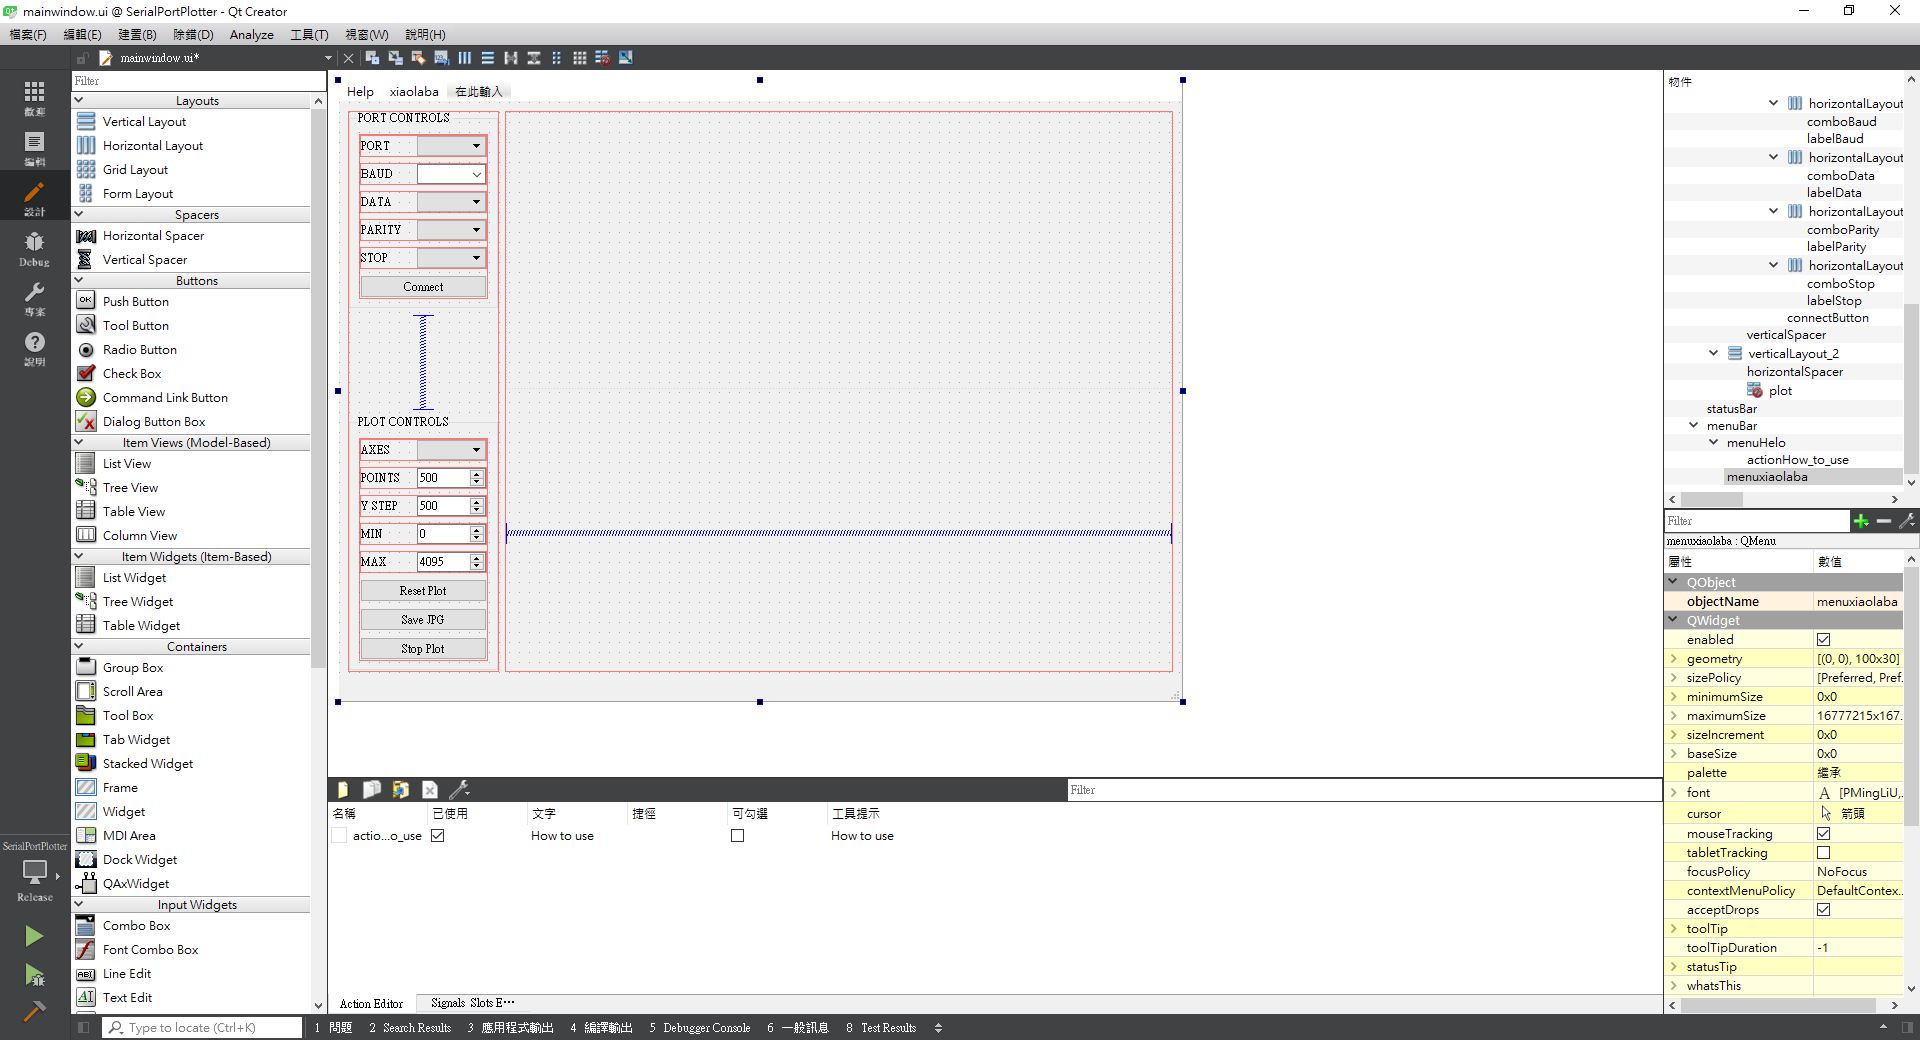 mainwindow.ui @ SerialPortPlotter - Qt Creator
檔案(F) 編輯(E) 建置(B) 除錯(D) Analyze 工具(T) 視窗(W) 說明(H)
mainwindow.ui*
歡迎
編輯
設計
Debug
專案
說明
SerialPortPlotter
Release
Filter
Layouts
Vertical Layout
Horizontal Layout
Grid Layout
Form Layout
Spacers
Horizontal Spacer
Vertical Spacer
Buttons
Push Button
Tool Button
Radio Button
Check Box
Command Link Button
Dialog Button Box
Item Views (Model-Based)
List View
Tree View
Table View
Column View
Item Widgets (Item-Based)
List Widget
Tree Widget
Table Widget
Containers
Group Box
Scroll Area
Tool Box
Tab Widget
Stacked Widget
Frame
Widget
MDI Area
Dock Widget
QAxWidget
Input Widgets
Combo Box
Font Combo Box
Line Edit
Text Edit
Help xiaolaba 在此輸入
PORT CONTROLS
PORT
BAUD
DATA
PARITY
STOP
Connect
PLOT CONTROLS
AXES
POINTS 500
Y STEP 500
MIN 0
MAX 4095
Reset Plot
Save JPG
Stop Plot
Filter
名稱 已使用 文字 捷徑 可勾選 工具提示
actio...o_use How to use How to use
Action Editor Signals Slots E⋯
物件
horizontalLayout
comboBaud
labelBaud
horizontalLayout
comboData
labelData
horizontalLayout
comboParity
labelParity
horizontalLayout
comboStop
labelStop
connectButton
verticalSpacer
verticalLayout_2
horizontalSpacer
plot
statusBar
menuBar
menuHelo
actionHow_to_use
menuxiaolaba
Filter
menuxiaolaba : QMenu
屬性 數值
QObject
objectName menuxiaolaba
QWidget
enabled
geometry [(0, 0), 100x30]
sizePolicy [Preferred, Pref...
minimumSize 0x0
maximumSize 16777215x167...
sizeIncrement 0x0
baseSize 0x0
palette 繼承
font A [PMingLiU,...
cursor 箭頭
mouseTracking
tabletTracking
focusPolicy NoFocus
contextMenuPolicy DefaultContex...
acceptDrops
toolTip
toolTipDuration -1
statusTip
whatsThis
Type to locate (Ctrl+K) 1 問題 2 Search Results 3 應用程式輸出 4 編譯輸出 5 Debugger Console 6 一般訊息 8 Test Results